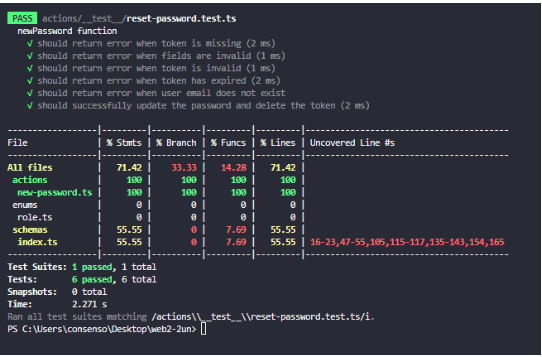 PASS actions/__test__/reset-password.test.ts
newPassword function
√ should return error when token is missing (2 ms)
√ should return error when fields are invalid (1 ms)
√ should return error when token is invalid (1 ms)
√ should return error when token has expired (2 ms)
√ should return error when user email does not exist
√ should successfully update the password and delete the token (2 ms)
-----------------|---------|----------|---------|---------|-------------------------------------------
File | % Stmts | % Branch | % Funcs | % Lines | Uncovered Line #s
-----------------|---------|----------|---------|---------|-------------------------------------------
All files | 71.42 | 33.33 | 14.28 | 71.42 |
actions | 100 | 100 | 100 | 100 |
new-password.ts | 100 | 100 | 100 | 100 |
enums | 0 | 0 | 0 | 0 |
role.ts | 0 | 0 | 0 | 0 |
schemas | 55.55 | 0 | 7.69 | 55.55 |
index.ts | 55.55 | 0 | 7.69 | 55.55 | 16-23,47-55,105,115-117,135-143,154,165
-----------------|---------|----------|---------|---------|-------------------------------------------
Test Suites: 1 passed, 1 total
Tests: 6 passed, 6 total
Snapshots: 0 total
Time: 2.271 s
Ran all test suites matching /actions\\__test__\\reset-password.test.ts/i.
PS C:\Users\consenso\Desktop\web2-2un>